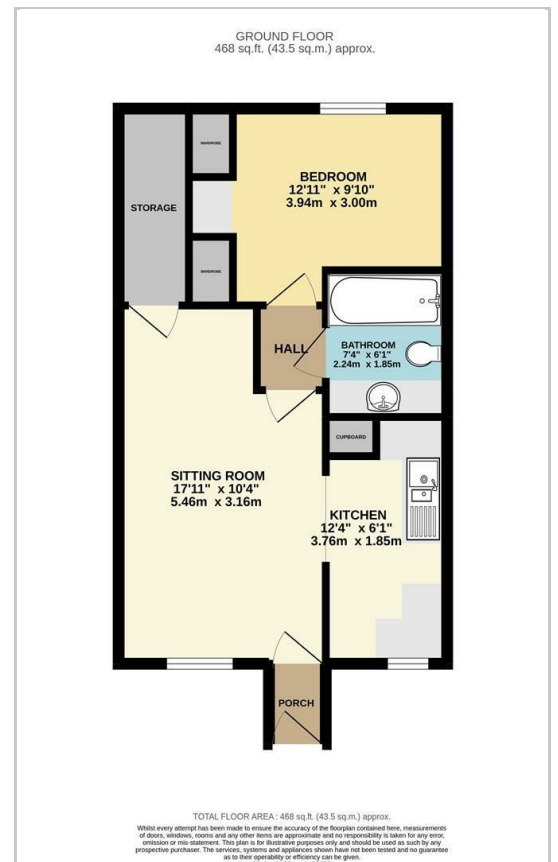 GROUND FLOOR
468 sq.ft. (43.5 sq.m.) approx.
WARDROBE
BEDROOM
12'11" x 9'10"
3.94m x 3.00m
STORAGE
WARDROBE
HALL
BATHROOM
7'4" x 6'1"
2.24m x 1.85m
CUPBOARD
SITTING ROOM
17'11" x 10'4"
5.46m x 3.16m
KITCHEN
12'4" x 6'1"
3.76m x 1.85m
PORCH
TOTAL FLOOR AREA : 468 sq.ft. (43.5 sq.m.) approx.
Whilst every attempt has been made to ensure the accuracy of the floorplan contained here, measurements
of doors, windows, rooms and any other items are approximate and no responsibility is taken for any error,
omission or mis-statement. This plan is for illustrative purposes only and should be used as such by any
prospective purchaser. The services, systems and appliances shown have not been tested and no guarantee
as to their operability or efficiency can be given.